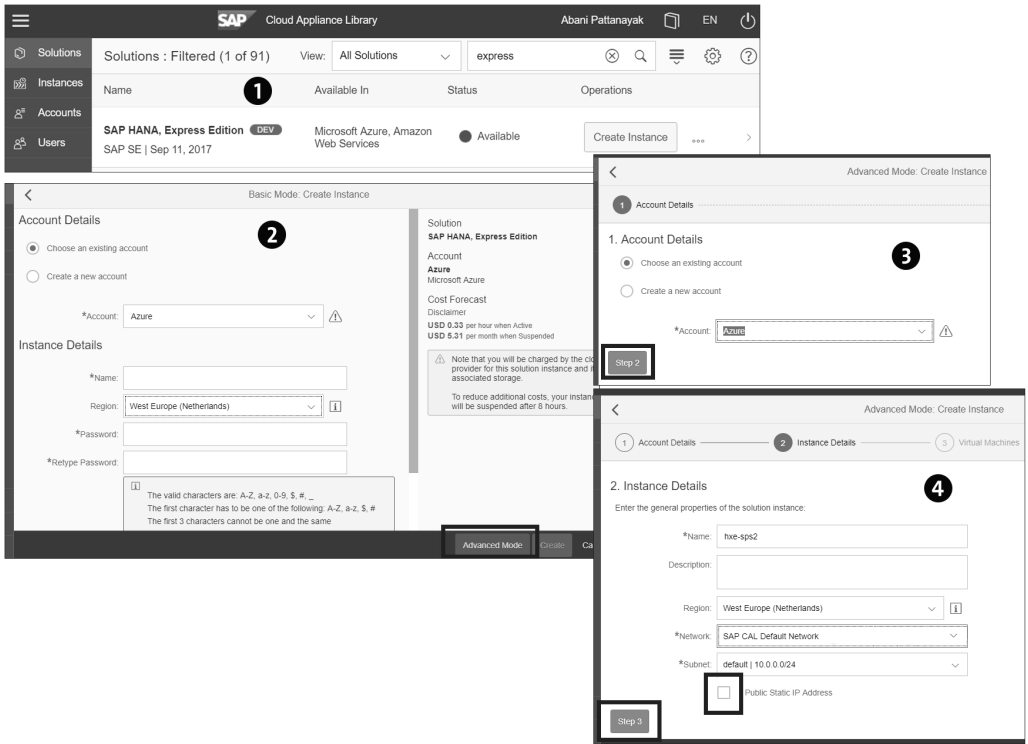 SAP Cloud Appliance Library Abani Pattanayak EN
Solutions
Instances
Accounts
Users
Solutions : Filtered (1 of 91) View: All Solutions express
Name 1 Available In Status Operations
SAP HANA, Express Edition DEV
SAP SE | Sep 11, 2017
Microsoft Azure, Amazon
Web Services
Available
Create Instance
Basic Mode: Create Instance
2
Account Details
Choose an existing account
Create a new account
*Account: Azure
Instance Details
*Name:
Region: West Europe (Netherlands)
*Password:
*Retype Password:
The valid characters are: A-Z, a-z, 0-9, $, #, _
The first character has to be one of the following: A-Z, a-z, $, #
The first 3 characters cannot be one and the same
Solution
SAP HANA, Express Edition
Account
Azure
Microsoft Azure
Cost Forecast
Disclaimer
USD 0.33 per hour when Active
USD 5.31 per month when Suspended
Note that you will be charged by the clo
provider for this solution instance and i
associated storage.
To reduce additional costs, your instan
will be suspended after 8 hours.
Advanced Mode Create Ca
Advanced Mode: Create Instance
1 Account Details
1. Account Details
3
Choose an existing account
Create a new account
*Account: Azure
Step 2
Advanced Mode: Create Instance
1 Account Details 2 Instance Details 3 Virtual Machines
2. Instance Details
4
Enter the general properties of the solution instance:
*Name: hxe-sps2
Description:
Region: West Europe (Netherlands)
*Network: SAP CAL Default Network
*Subnet: default | 10.0.0.0/24
Public Static IP Address
Step 3